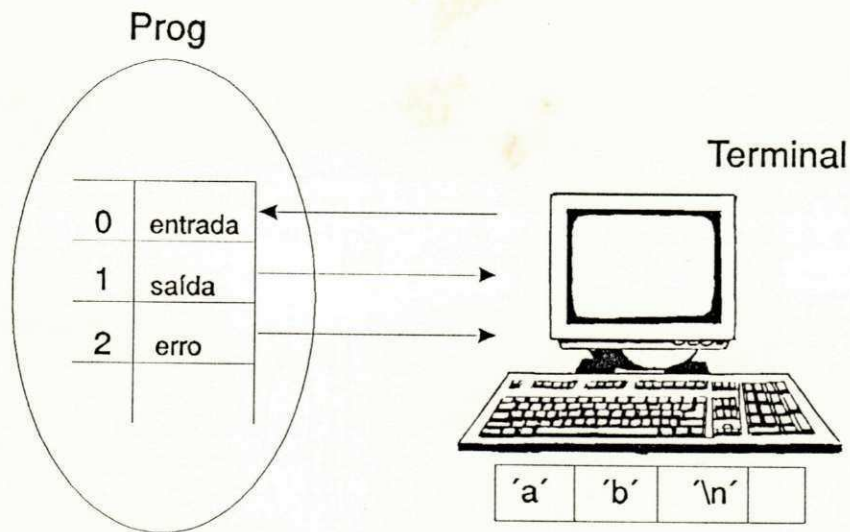 Prog
Terminal
0 entrada
1 saída
2 erro
´a´ ´b´ ´\n´